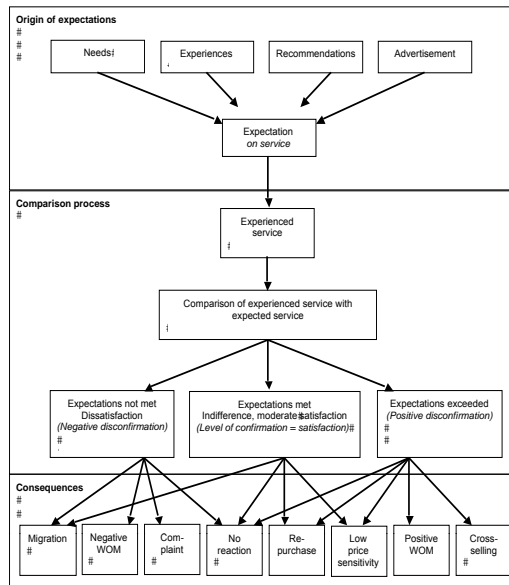 Origin of expectations
#
#
#
Needs#
Experiences
Recommendations
Advertisement
Expectation
on service
Comparison process
#
Experienced
service
#
Comparison of experienced service with
expected service
#
Expectations not met
Dissatisfaction
(Negative disconfirmation)
#
Expectations met
Indifference, moderate#satisfaction
(Level of confirmation = satisfaction)#
Expectations exceeded
(Positive disconfirmation)
#
#
Consequences
#
#
Migration
#
Negative
WOM
#
Com-
plaint
#
No
reaction
#
Re-
purchase
Low
price
sensitivity
Positive
WOM
Cross-
selling
#